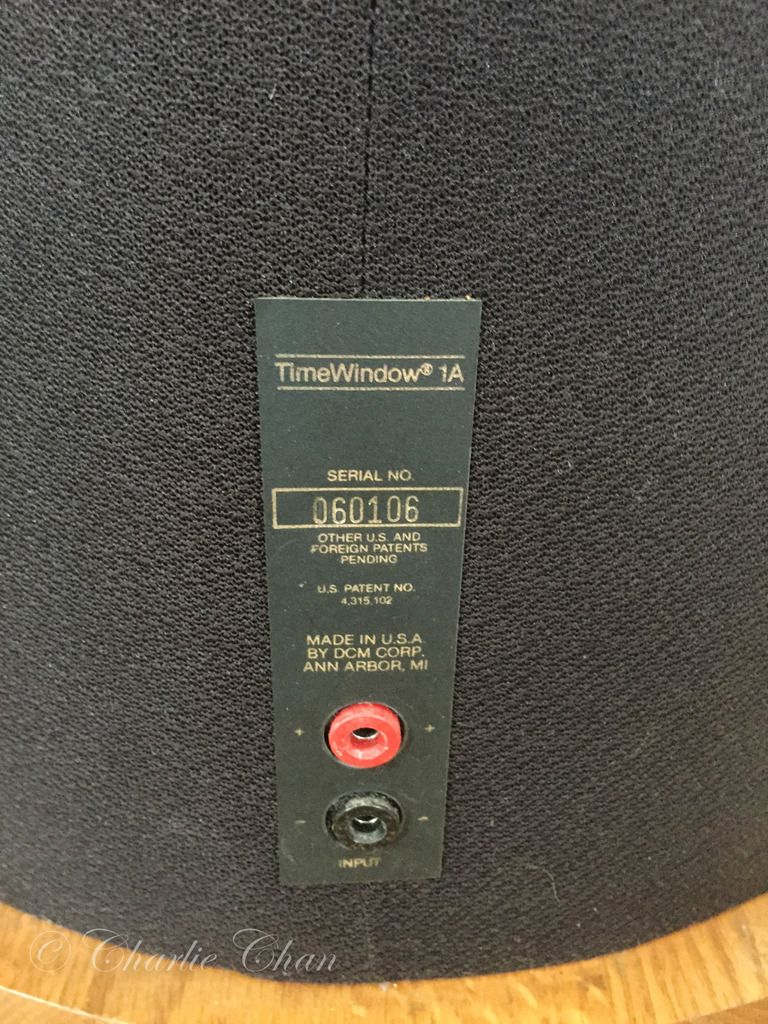 TimeWindow® 1A
SERIAL NO.
060106
OTHER U.S. AND
FOREIGN PATENTS
PENDING
U.S. PATENT NO.
4,315,102
MADE IN U.S.A.
BY DCM CORP.
ANN ARBOR, MI
+ +
- -
INPUT
© Charlie Chan